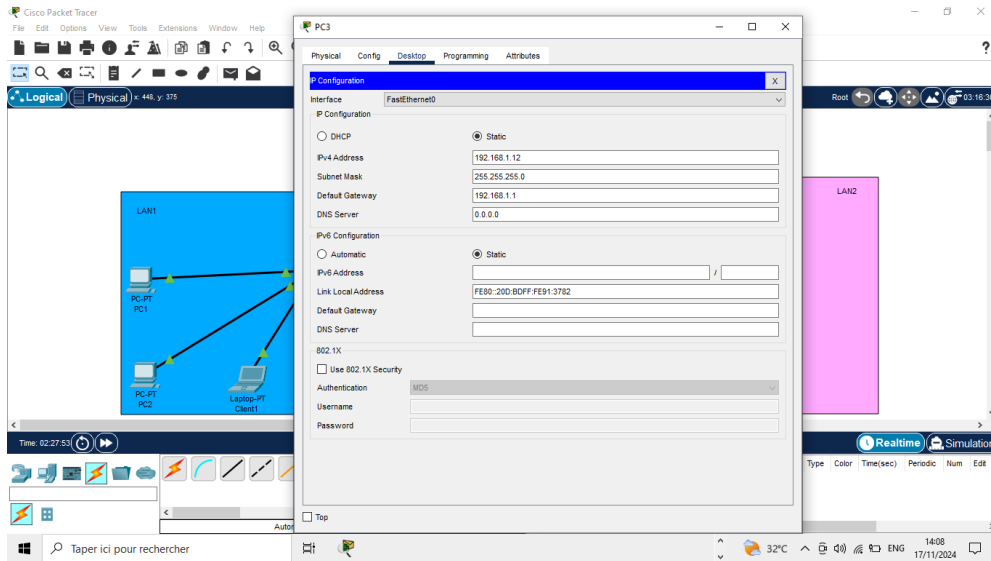 Cisco Packet Tracer
File Edit Options View Tools Extensions Window Help
?
Logical Physical x: 448, y: 375
Root 03:16:3
LAN1
PC-PT
PC1
PC-PT
PC2
Laptop-PT
Client1
LAN2
PC3
Physical Config Desktop Programming Attributes
IP Configuration X
Interface FastEthernet0
IP Configuration
DHCP Static
IPv4 Address 192.168.1.12
Subnet Mask 255.255.255.0
Default Gateway 192.168.1.1
DNS Server 0.0.0.0
IPv6 Configuration
Automatic Static
IPv6 Address /
Link Local Address FE80::20D:BDFF:FE91:3782
Default Gateway
DNS Server
802.1X
Use 802.1X Security
Authentication MD5
Username
Password
Top
Time: 02:27:53
Realtime Simulation
Type Color Time(sec) Periodic Num Edit
Auto
Taper ici pour rechercher
32°C ENG 14:08
17/11/2024